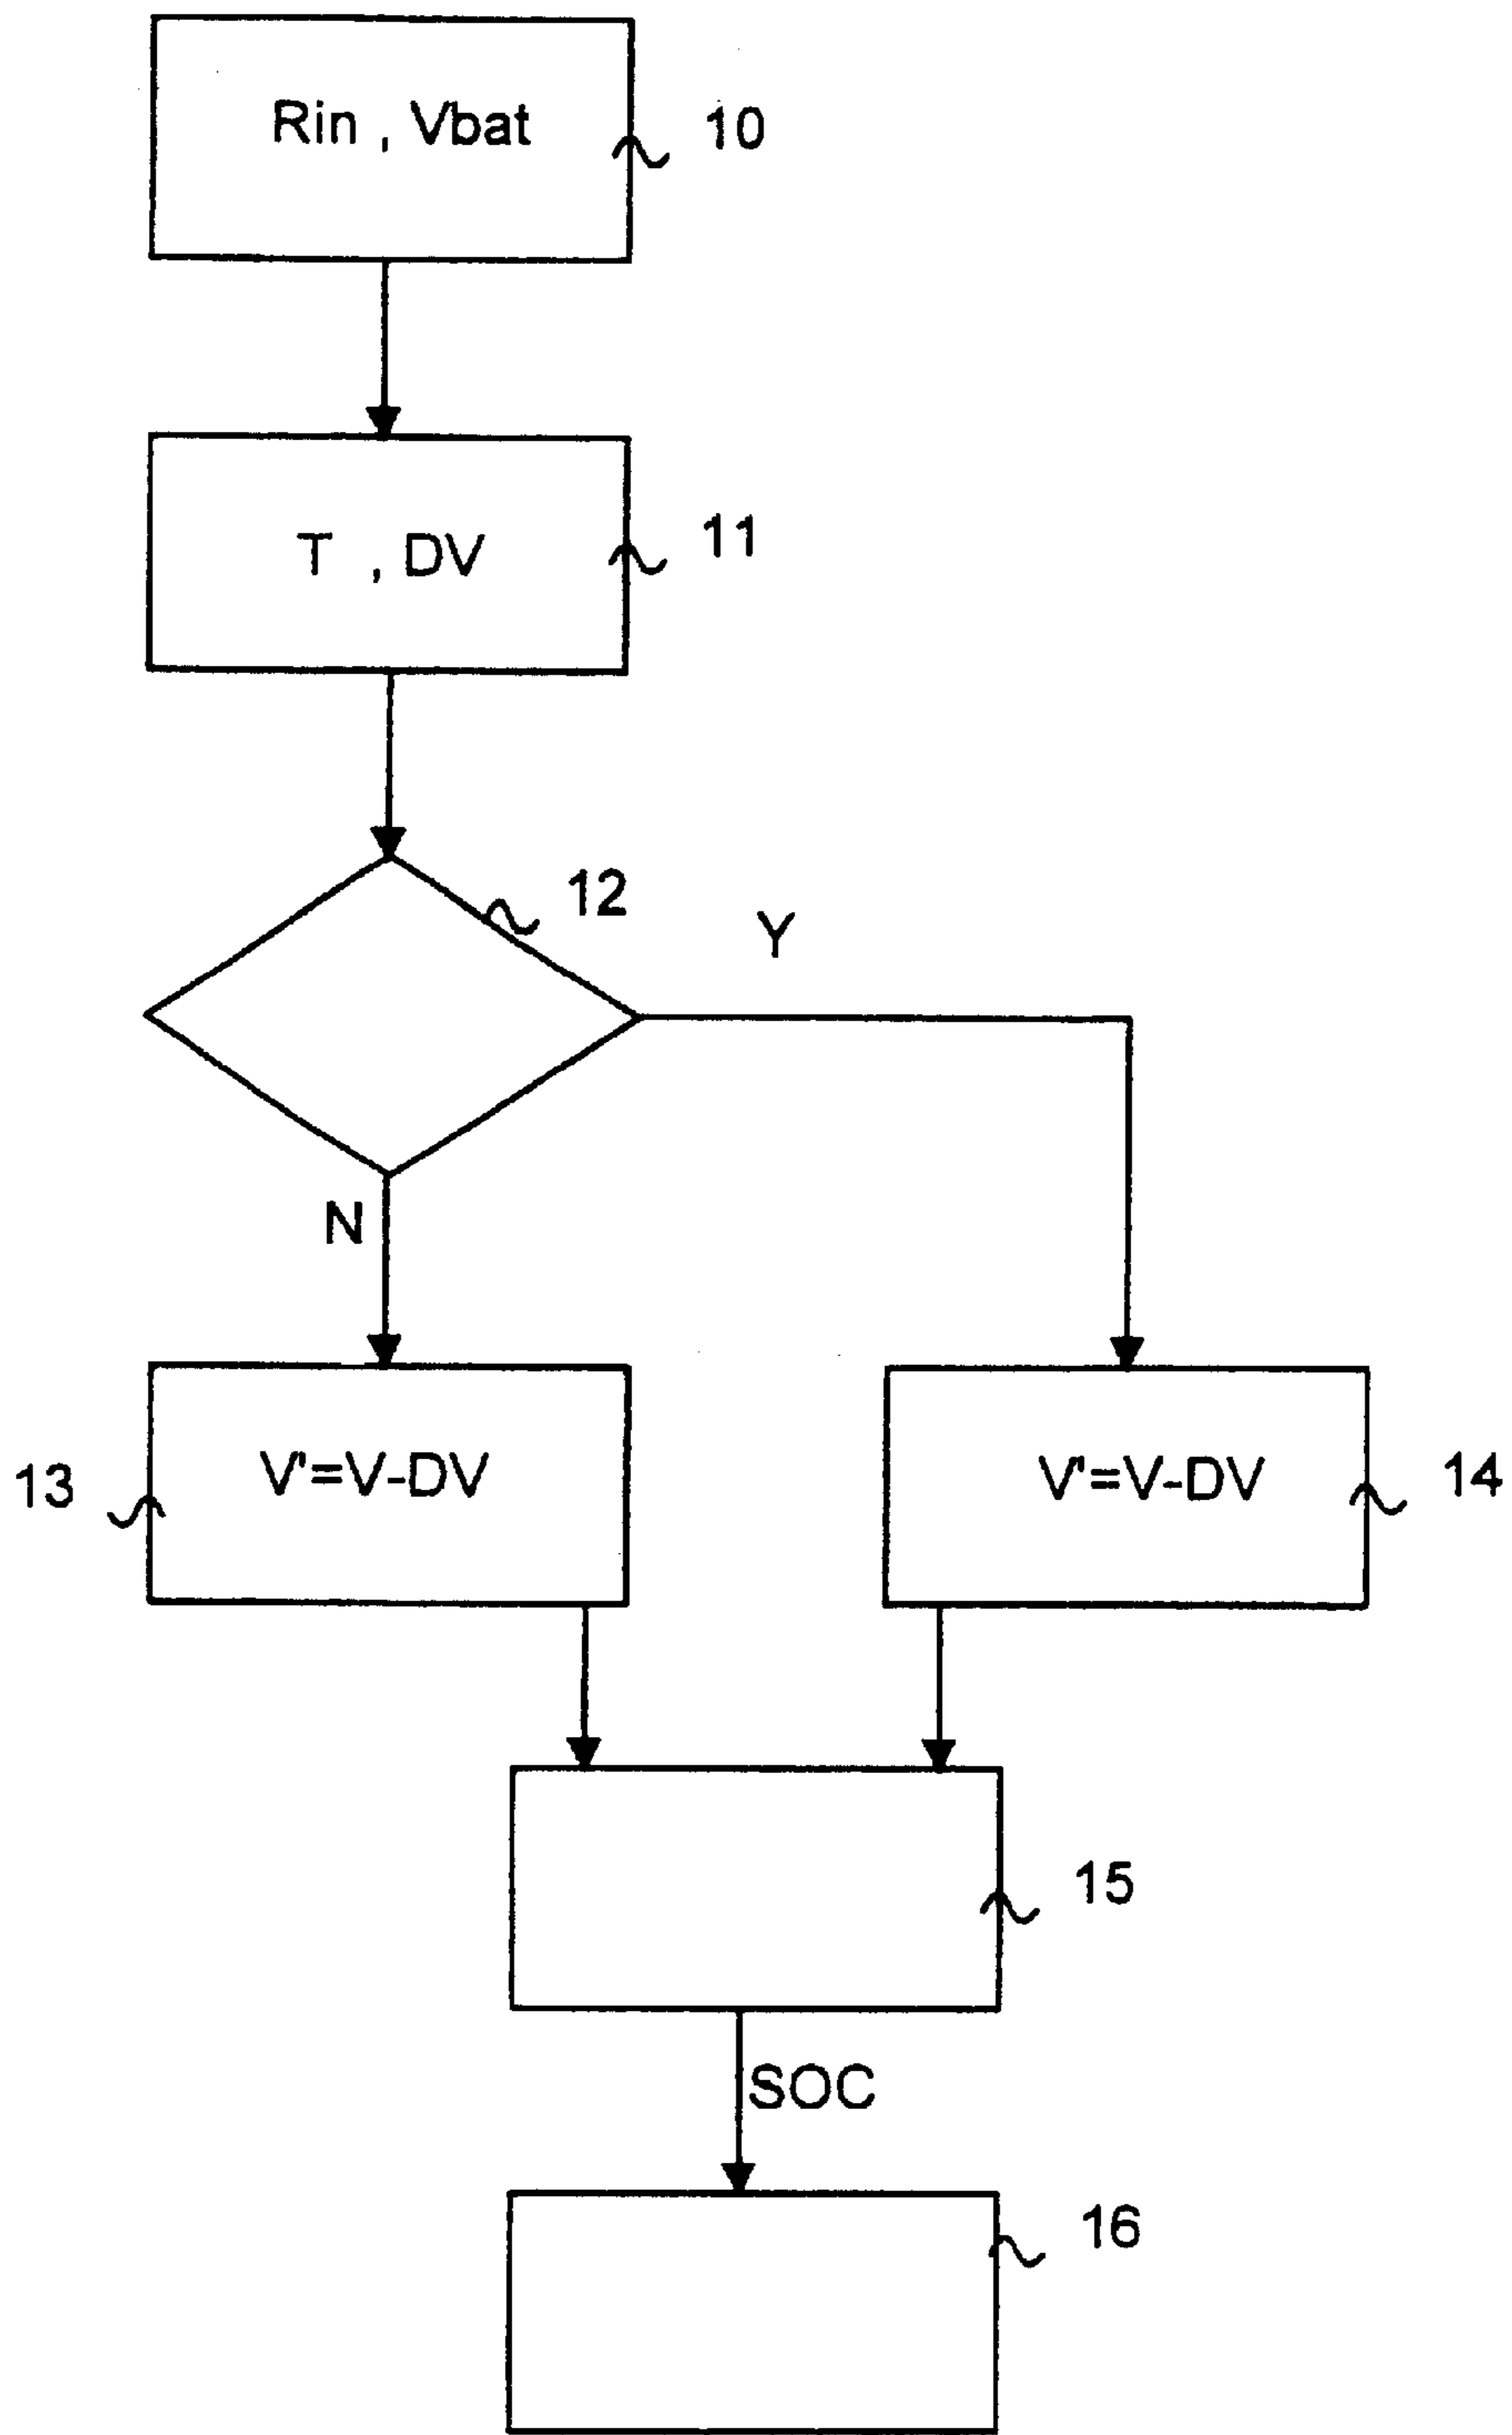 Rin , Vbat
10
T , DV
11
12
Y
N
V'=V-DV
13
V'=V-DV
14
15
SOC
16